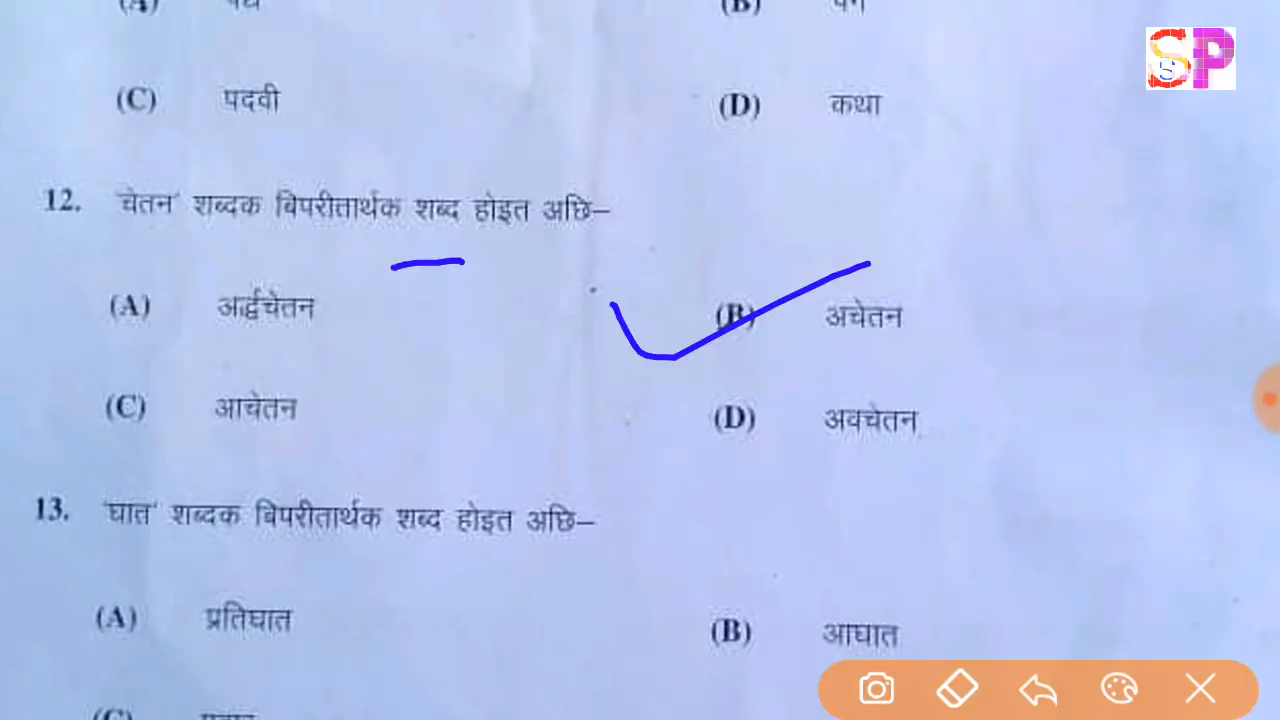 (A)
(B)
(C) पदवी
(D) कथा
12. 'चेतन' शब्दक बिपरीतार्थक शब्द होइत अछि–
(A) अर्द्धचेतन
(B) अचेतन
(C) आचेतन
(D) अवचेतन
13. 'घात' शब्दक बिपरीतार्थक शब्द होइत अछि–
(A) प्रतिघात
(B) आघात
(C)
SP
S